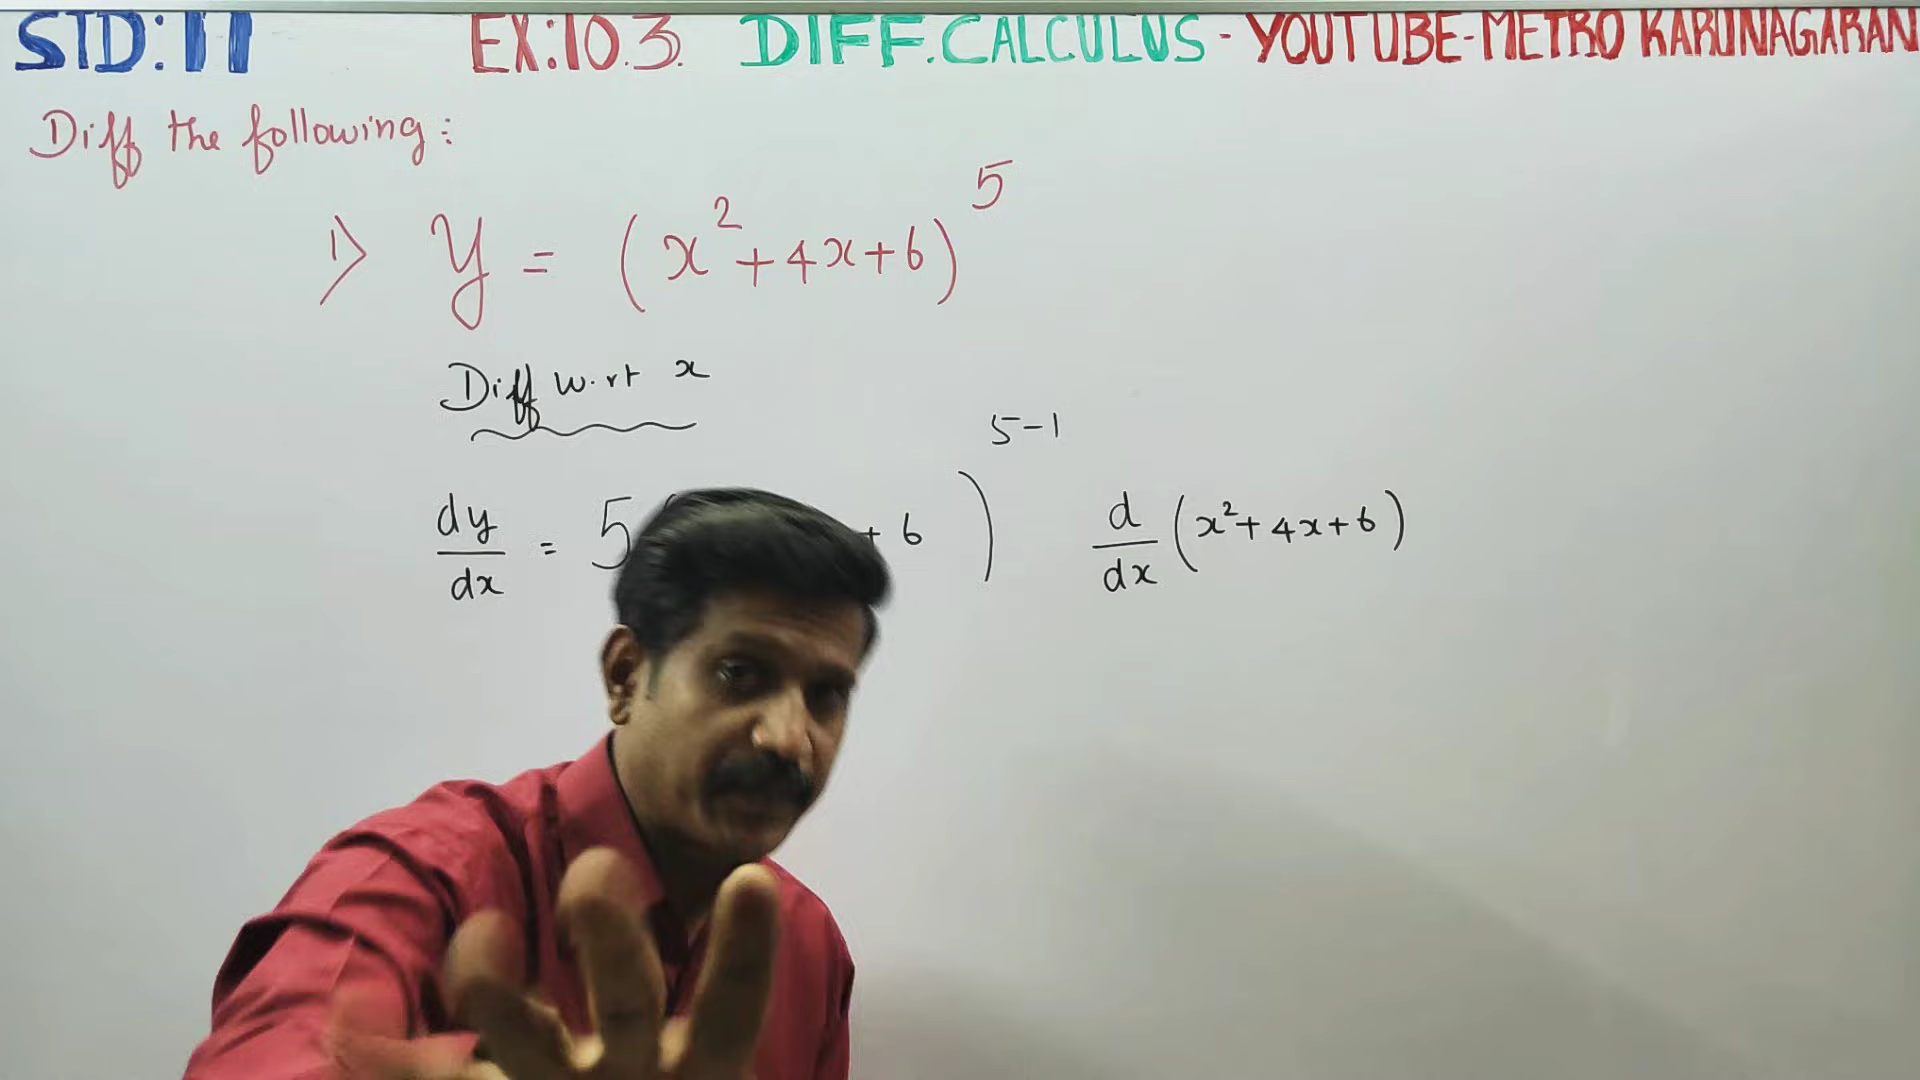 STD: 11 EX:10.3. DIFF.CALCULUS - YOUTUBE-METRO KARUNAGARAN
Diff the following:
1) y = (x²+4x+6)⁵
Diff w.rt x
dy/dx = 5( + 6)⁵⁻¹ d/dx (x²+4x+6)